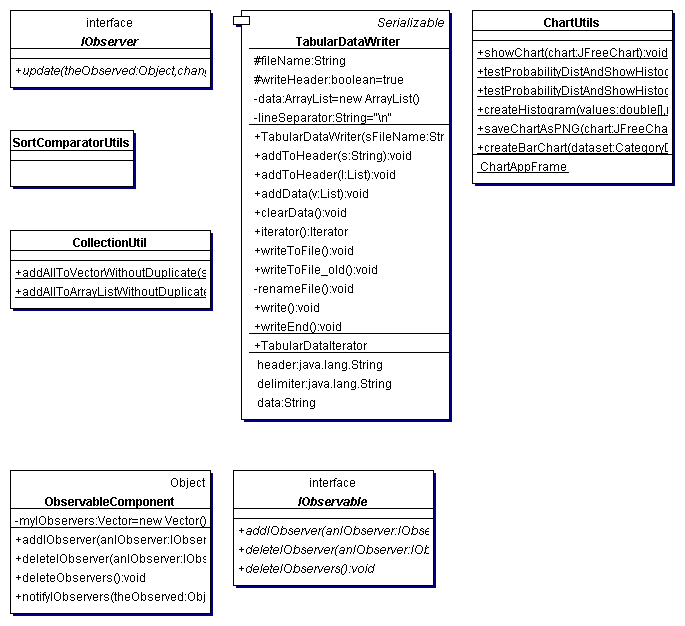 interface
IObserver
+update(theObserved:Object,chang
SortComparatorUtils
CollectionUtil
+addAllToVectorWithoutDuplicate(s
+addAllToArrayListWithoutDuplicate
Serializable
TabularDataWriter
#fileName:String
#writeHeader:boolean=true
-data:ArrayList=new ArrayList()
-lineSeparator:String="\n"
+TabularDataWriter(sFileName:Str
+addToHeader(s:String):void
+addToHeader(l:List):void
+addData(v:List):void
+clearData():void
+iterator():Iterator
+writeToFile():void
+writeToFile_old():void
-renameFile():void
+write():void
+writeEnd():void
+TabularDataIterator
header:java.lang.String
delimiter:java.lang.String
data:String
ChartUtils
+showChart(chart:JFreeChart):void
+testProbabilityDistAndShowHistoc
+testProbabilityDistAndShowHistoc
+createHistogram(values:double[],n
+saveChartAsPNG(chart:JFreeCha
+createBarChart(dataset:CategoryD
ChartAppFrame
Object
ObservableComponent
-myIObservers:Vector=new Vector()
+addIObserver(anIObserver:IObser
+deleteIObserver(anIObserver:IObs
+deleteObservers():void
+notifyIObservers(theObserved:Obj
interface
IObservable
+addIObserver(anIObserver:IObse
+deleteIObserver(anIObserver:IOb
+deleteIObservers():void